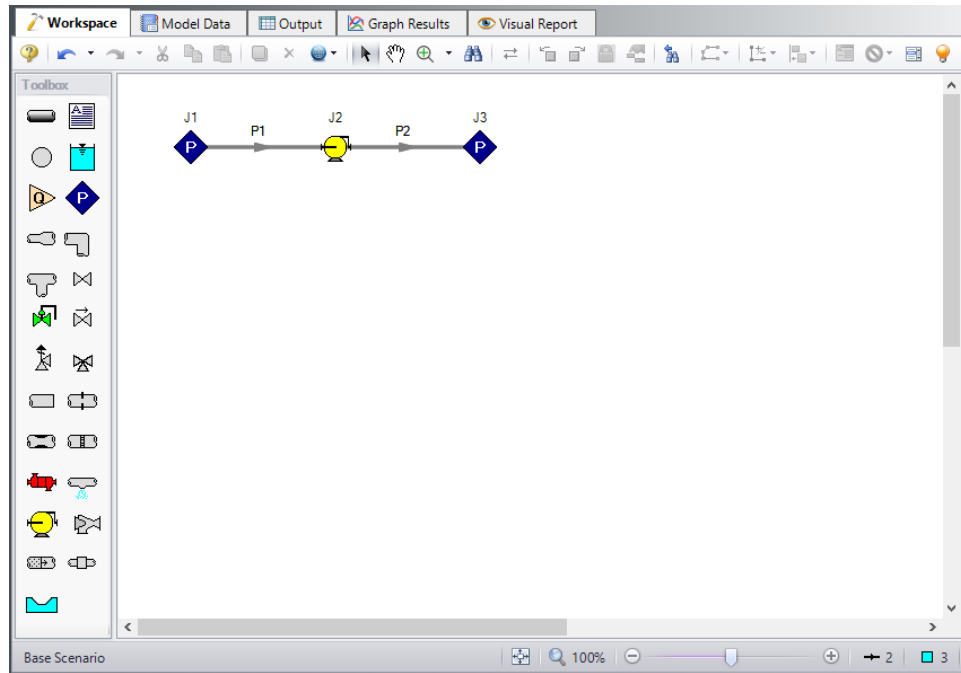 Workspace Model Data Output Graph Results Visual Report
Toolbox
A
Q P
J1 P1 J2 P2 J3
P P
Base Scenario 100% 2 3